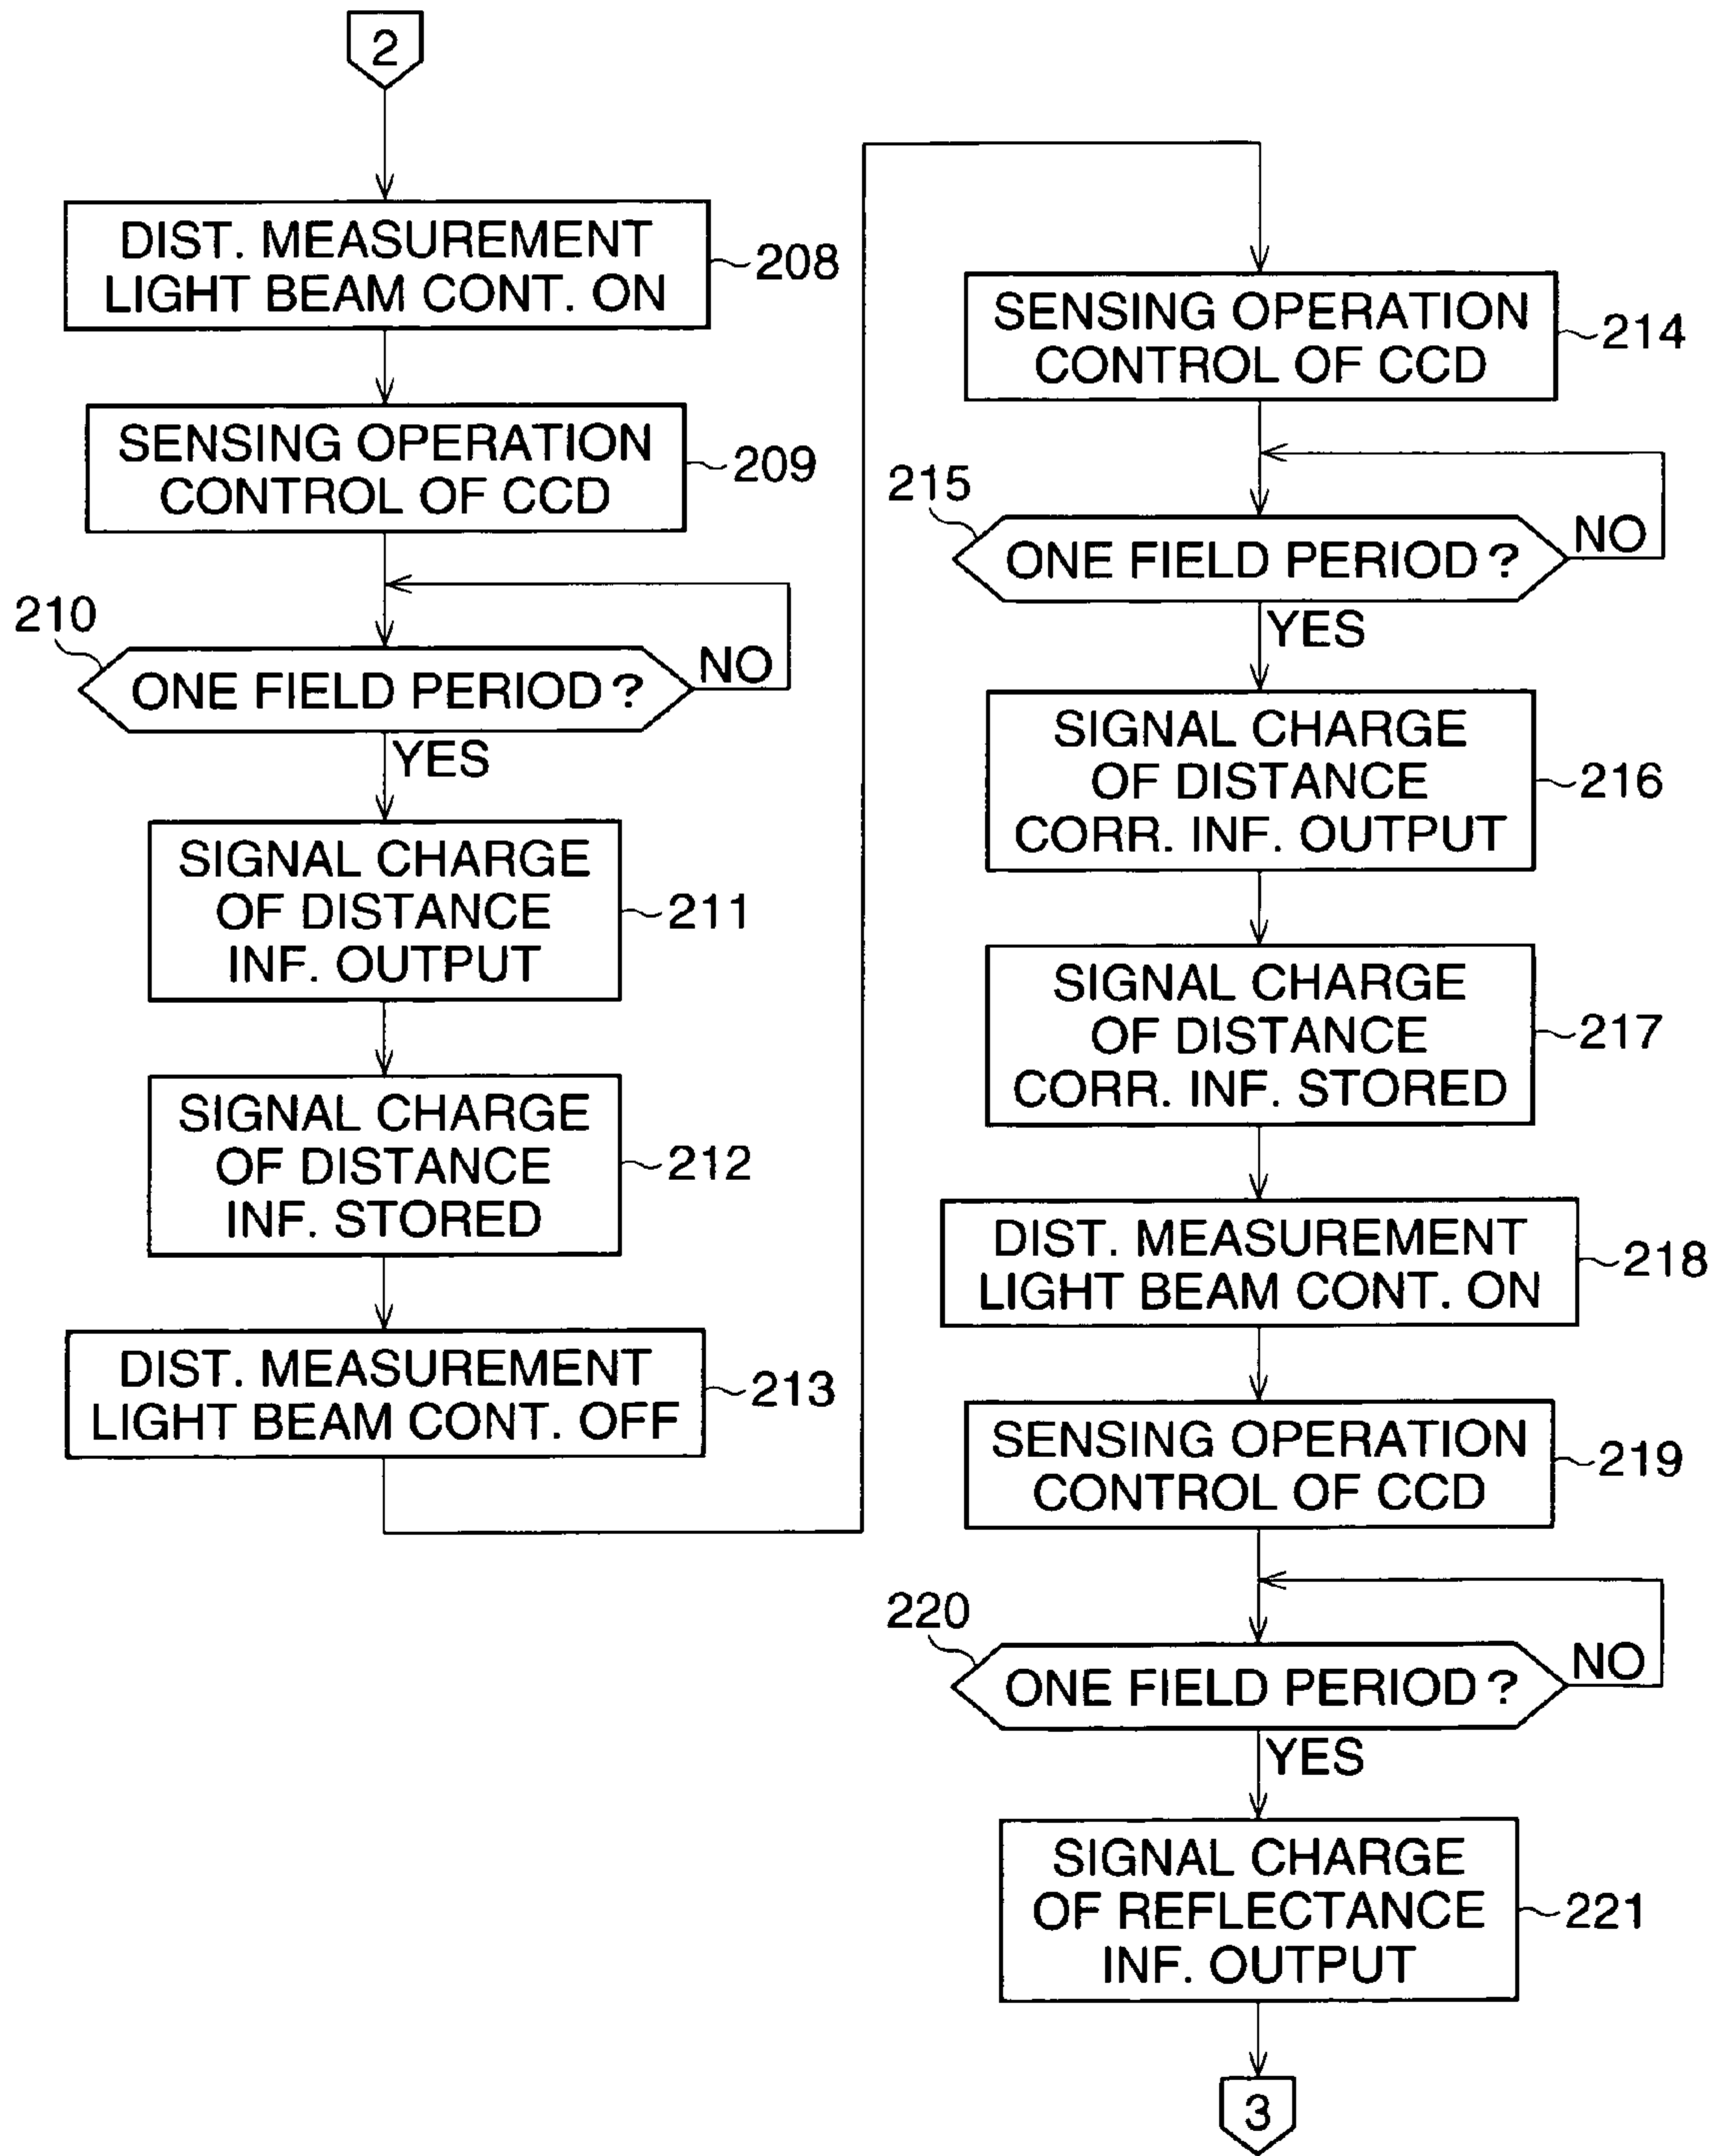 2
DIST. MEASUREMENT
LIGHT BEAM CONT. ON
208
SENSING OPERATION
CONTROL OF CCD
209
210
ONE FIELD PERIOD?
NO
YES
SIGNAL CHARGE
OF DISTANCE
INF. OUTPUT
211
SIGNAL CHARGE
OF DISTANCE
INF. STORED
212
DIST. MEASUREMENT
LIGHT BEAM CONT. OFF
213
SENSING OPERATION
CONTROL OF CCD
214
215
ONE FIELD PERIOD?
NO
YES
SIGNAL CHARGE
OF DISTANCE
CORR. INF. OUTPUT
216
SIGNAL CHARGE
OF DISTANCE
CORR. INF. STORED
217
DIST. MEASUREMENT
LIGHT BEAM CONT. ON
218
SENSING OPERATION
CONTROL OF CCD
219
220
ONE FIELD PERIOD?
NO
YES
SIGNAL CHARGE
OF REFLECTANCE
INF. OUTPUT
221
3